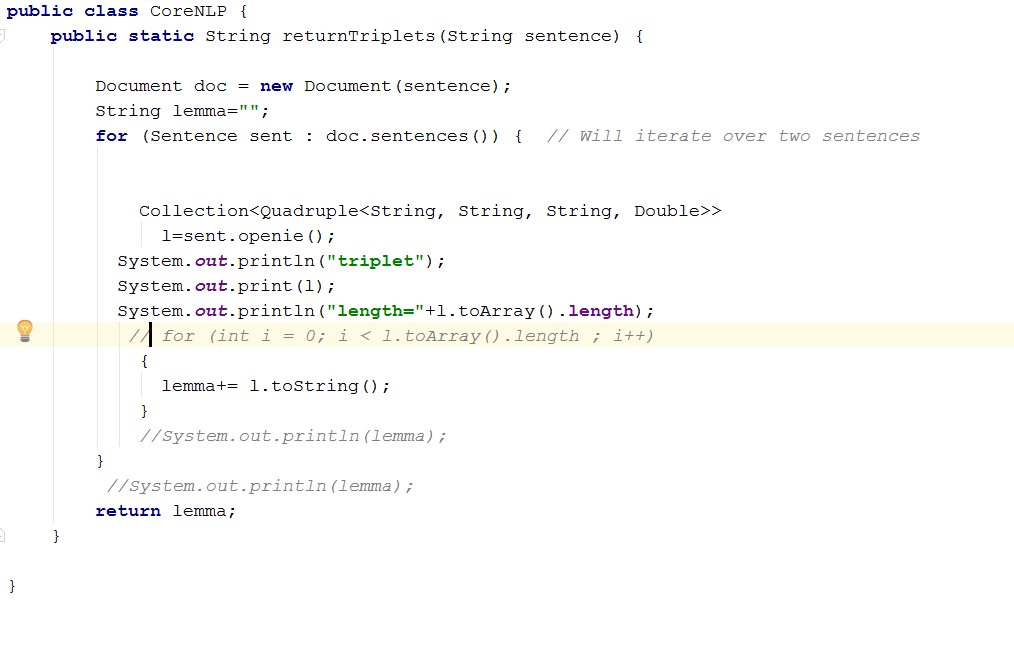 public class CoreNLP {
public static String returnTriplets(String sentence) {
Document doc = new Document(sentence);
String lemma="";
for (Sentence sent : doc.sentences()) {  // Will iterate over two sentences
Collection<Quadruple<String, String, String, Double>>
l=sent.openie();
System.out.println("triplet");
System.out.print(l);
System.out.println("length="+l.toArray().length);
// for (int i = 0; i < l.toArray().length ; i++)
{
lemma+= l.toString();
}
//System.out.println(lemma);
}
//System.out.println(lemma);
return lemma;
}
}